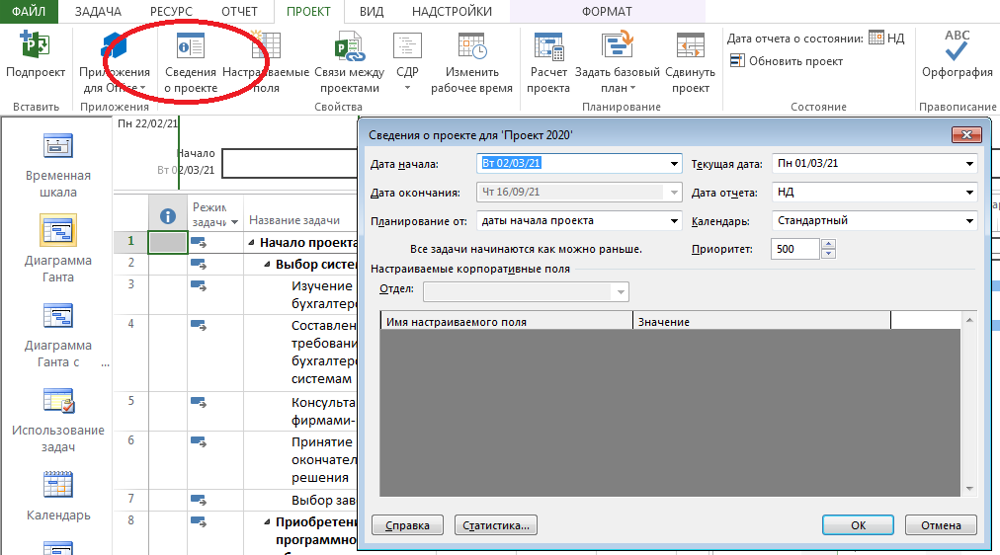 ФАЙЛ ЗАДАЧА РЕСУРС ОТЧЕТ ПРОЕКТ ВИД НАДСТРОЙКИ ФОРМАТ
Подпроект
Приложения
для Office
Сведения
о проекте
Настраиваемые
поля
Связи между
проектами
СДР
Изменить
рабочее время
Расчет
проекта
Задать базовый
план
Сдвинуть
проект
Дата отчета о состоянии: НД
Обновить проект
ABC
Орфография
Вставить Приложения Свойства Планирование Состояние Правописание
Временная
шкала
Диаграмма
Ганта
Диаграмма
Ганта с ...
Использование
задач
Календарь
Пн 22/02/21
Начало
Вт 02/03/21
Режим
задачи
Название задачи
1 Начало проекта
2 Выбор систем
3 Изучение
бухгалтерс
4 Составлен
требовани
бухгалтерс
системам
5 Консульта
фирмами-
6 Принятие
окончател
решения
7 Выбор зав
8 Приобретени
программно
Сведения о проекте для 'Проект 2020'
Дата начала: Вт 02/03/21 Текущая дата: Пн 01/03/21
Дата окончания: Чт 16/09/21 Дата отчета: НД
Планирование от: даты начала проекта Календарь: Стандартный
Все задачи начинаются как можно раньше. Приоритет: 500
Настраиваемые корпоративные поля
Отдел:
Имя настраиваемого поля Значение
Справка Статистика... ОК Отмена